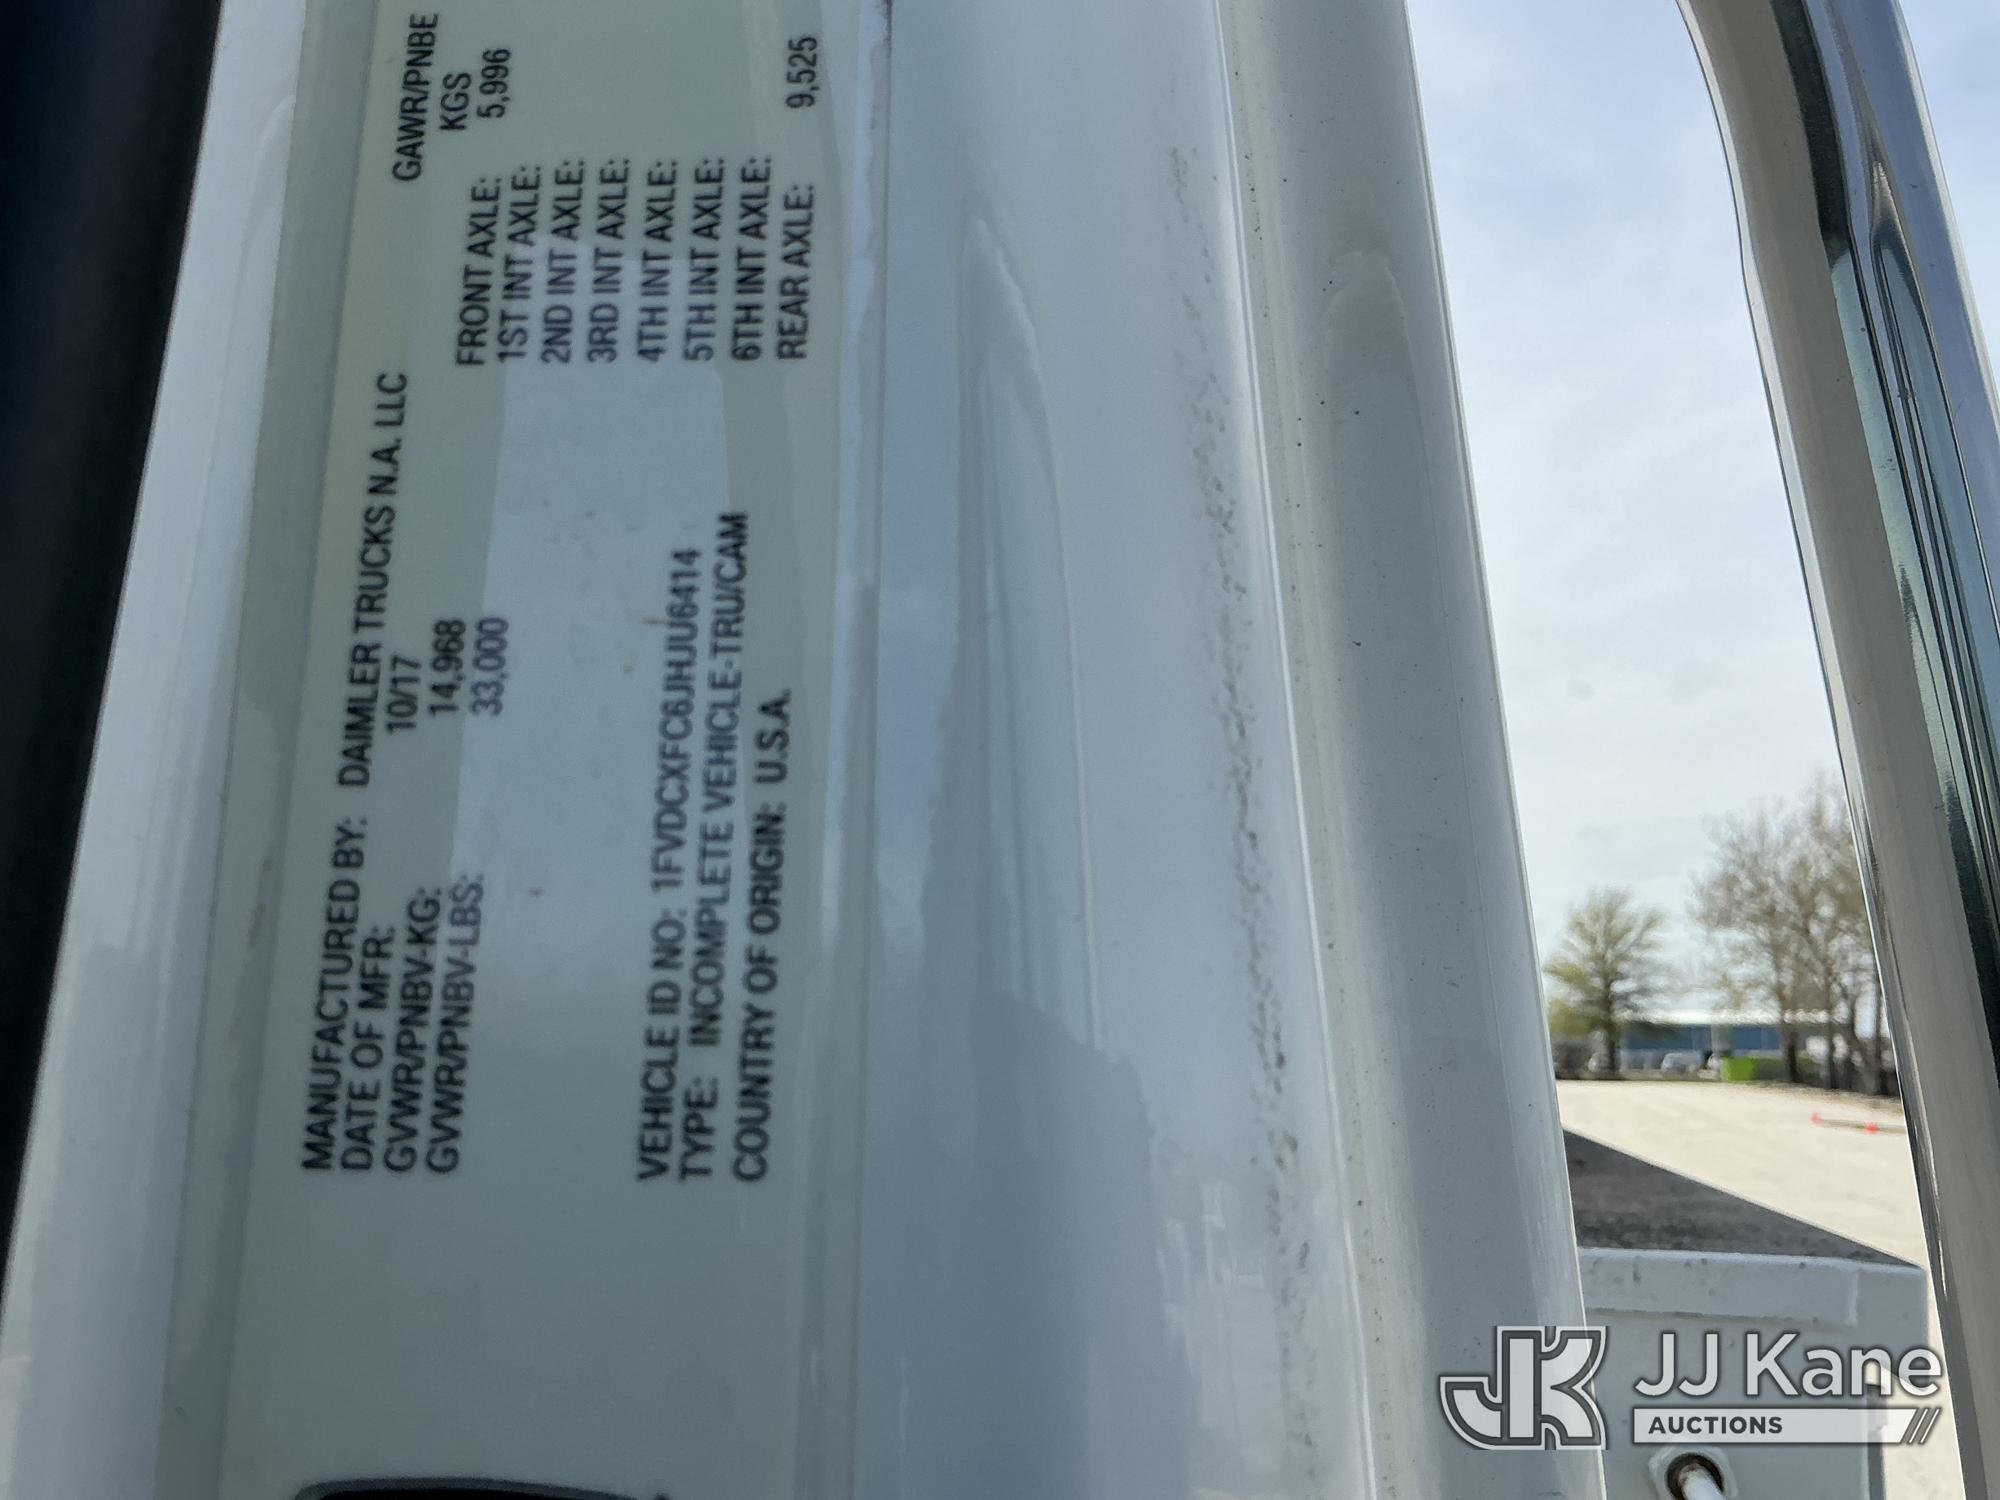 MANUFACTURED BY: DAIMLER TRUCKS N.A. LLC
DATE OF MFR: 10/17
GVWR/PNBV-KG: 14,968
GVWR/PNBV-LBS: 33,000
GAWR/PNBE
KGS
FRONT AXLE: 5,996
1ST INT AXLE:
2ND INT AXLE:
3RD INT AXLE:
4TH INT AXLE:
5TH INT AXLE:
6TH INT AXLE:
REAR AXLE: 9,525
VEHICLE ID NO: 1FVDCXFC6JHJU6414
TYPE: INCOMPLETE VEHICLE-TRU/CAM
COUNTRY OF ORIGIN: U.S.A.
JK JJ Kane
AUCTIONS